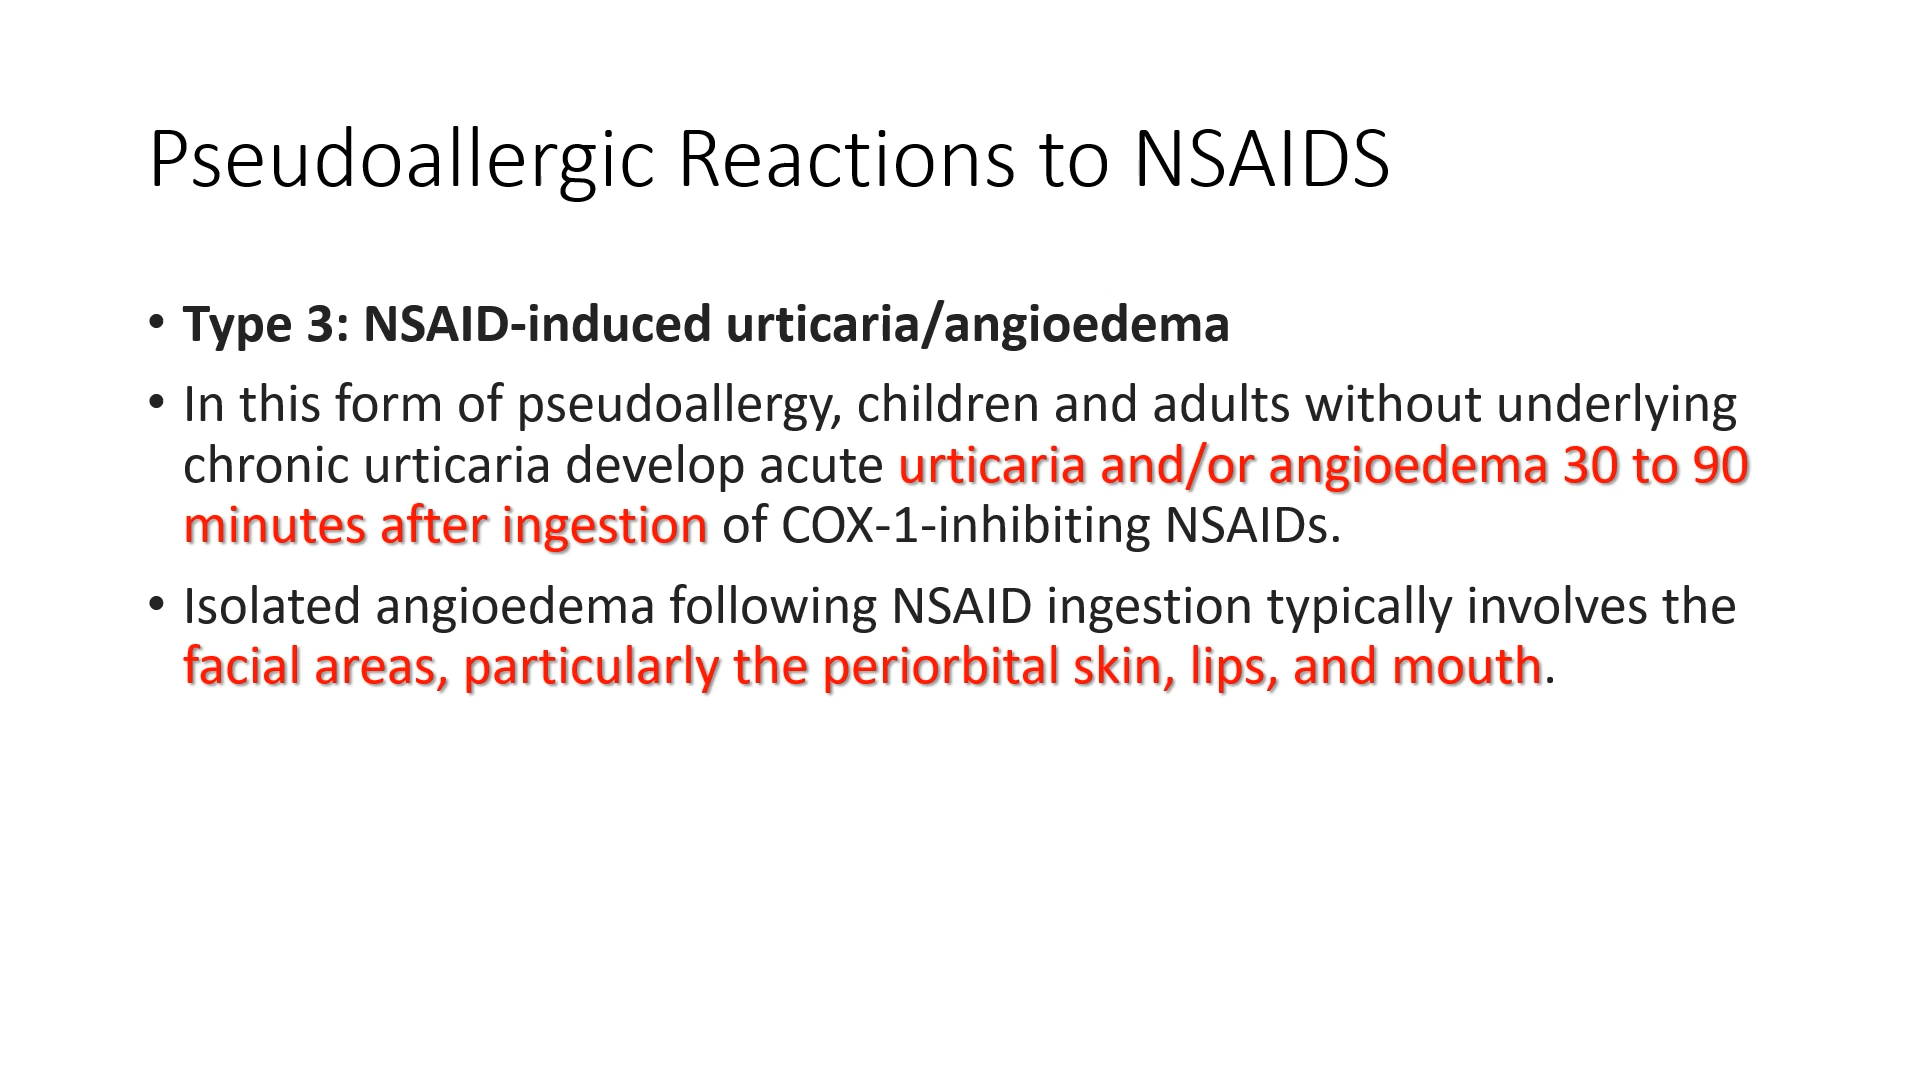 Pseudoallergic Reactions to NSAIDS
• Type 3: NSAID-induced urticaria/angioedema
• In this form of pseudoallergy, children and adults without underlying
chronic urticaria develop acute urticaria and/or angioedema 30 to 90
minutes after ingestion of COX-1-inhibiting NSAIDs.
• Isolated angioedema following NSAID ingestion typically involves the
facial areas, particularly the periorbital skin, lips, and mouth.